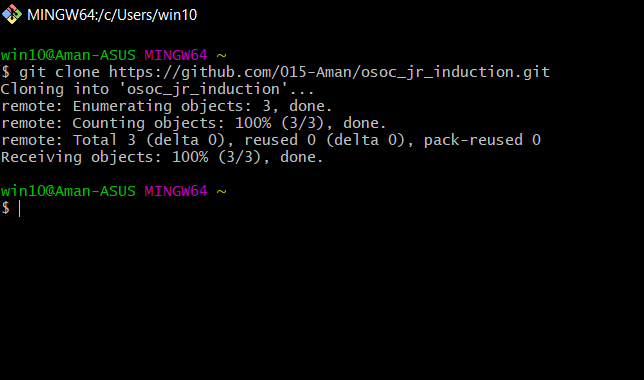 MINGW64:/c/Users/win10
win10@Aman-ASUS MINGW64 ~
$ git clone https://github.com/015-Aman/osoc_jr_induction.git
Cloning into 'osoc_jr_induction'...
remote: Enumerating objects: 3, done.
remote: Counting objects: 100% (3/3), done.
remote: Total 3 (delta 0), reused 0 (delta 0), pack-reused 0
Receiving objects: 100% (3/3), done.
win10@Aman-ASUS MINGW64 ~
$